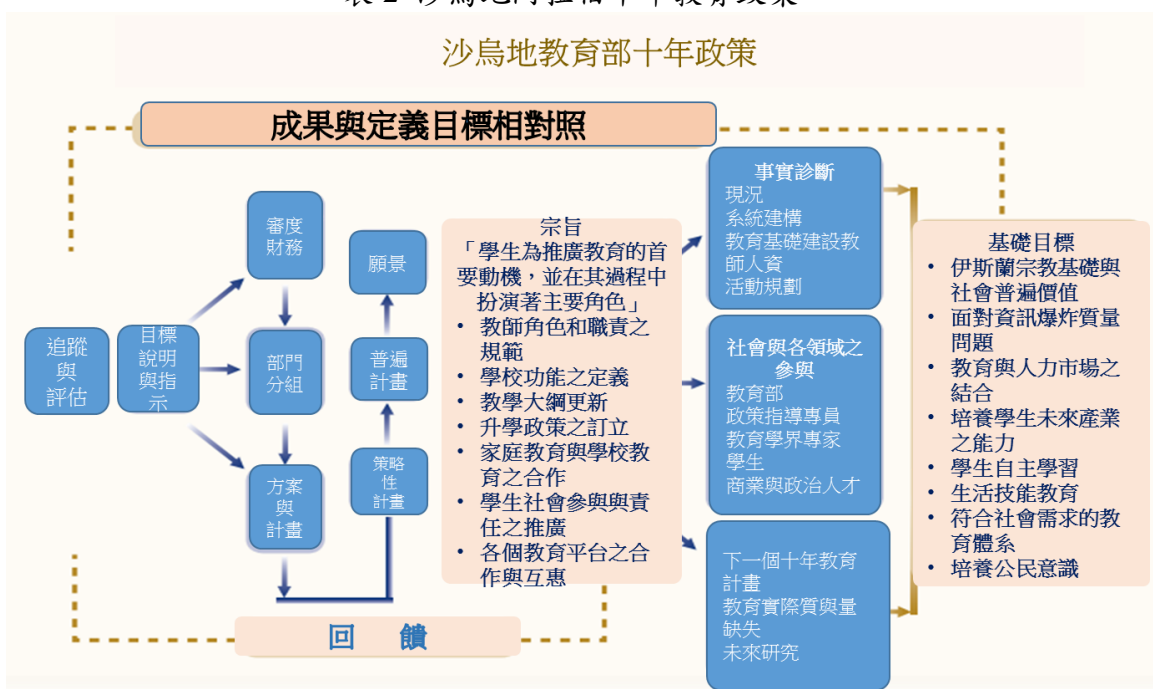 表 2 沙烏地阿拉伯十年教育政策
沙烏地教育部十年政策
成果與定義目標相對照
追蹤
與
評估
目標
說明
與指
示
審度
財務
部門
分組
方案
與
計畫
願景
普遍
計畫
策略
性
計畫
宗旨
「學生為推廣教育的首
要動機，並在其過程中
扮演著主要角色」
• 教師角色和職責之
規範
• 學校功能之定義
• 教學大綱更新
• 升學政策之訂立
• 家庭教育與學校教
育之合作
• 學生社會參與與責
任之推廣
• 各個教育平台之合
作與互惠
事實診斷
現況
系統建構
教育基礎建設教
師人資
活動規劃
社會與各領域之
參與
教育部
政策指導專員
教育學界專家
學生
商業與政治人才
下一個十年教育
計畫
教育實際質與量
缺失
未來研究
基礎目標
• 伊斯蘭宗教基礎與
社會普遍價值
• 面對資訊爆炸質量
問題
• 教育與人力市場之
結合
• 培養學生未來產業
之能力
• 學生自主學習
• 生活技能教育
• 符合社會需求的教
育體系
• 培養公民意識
回 饋